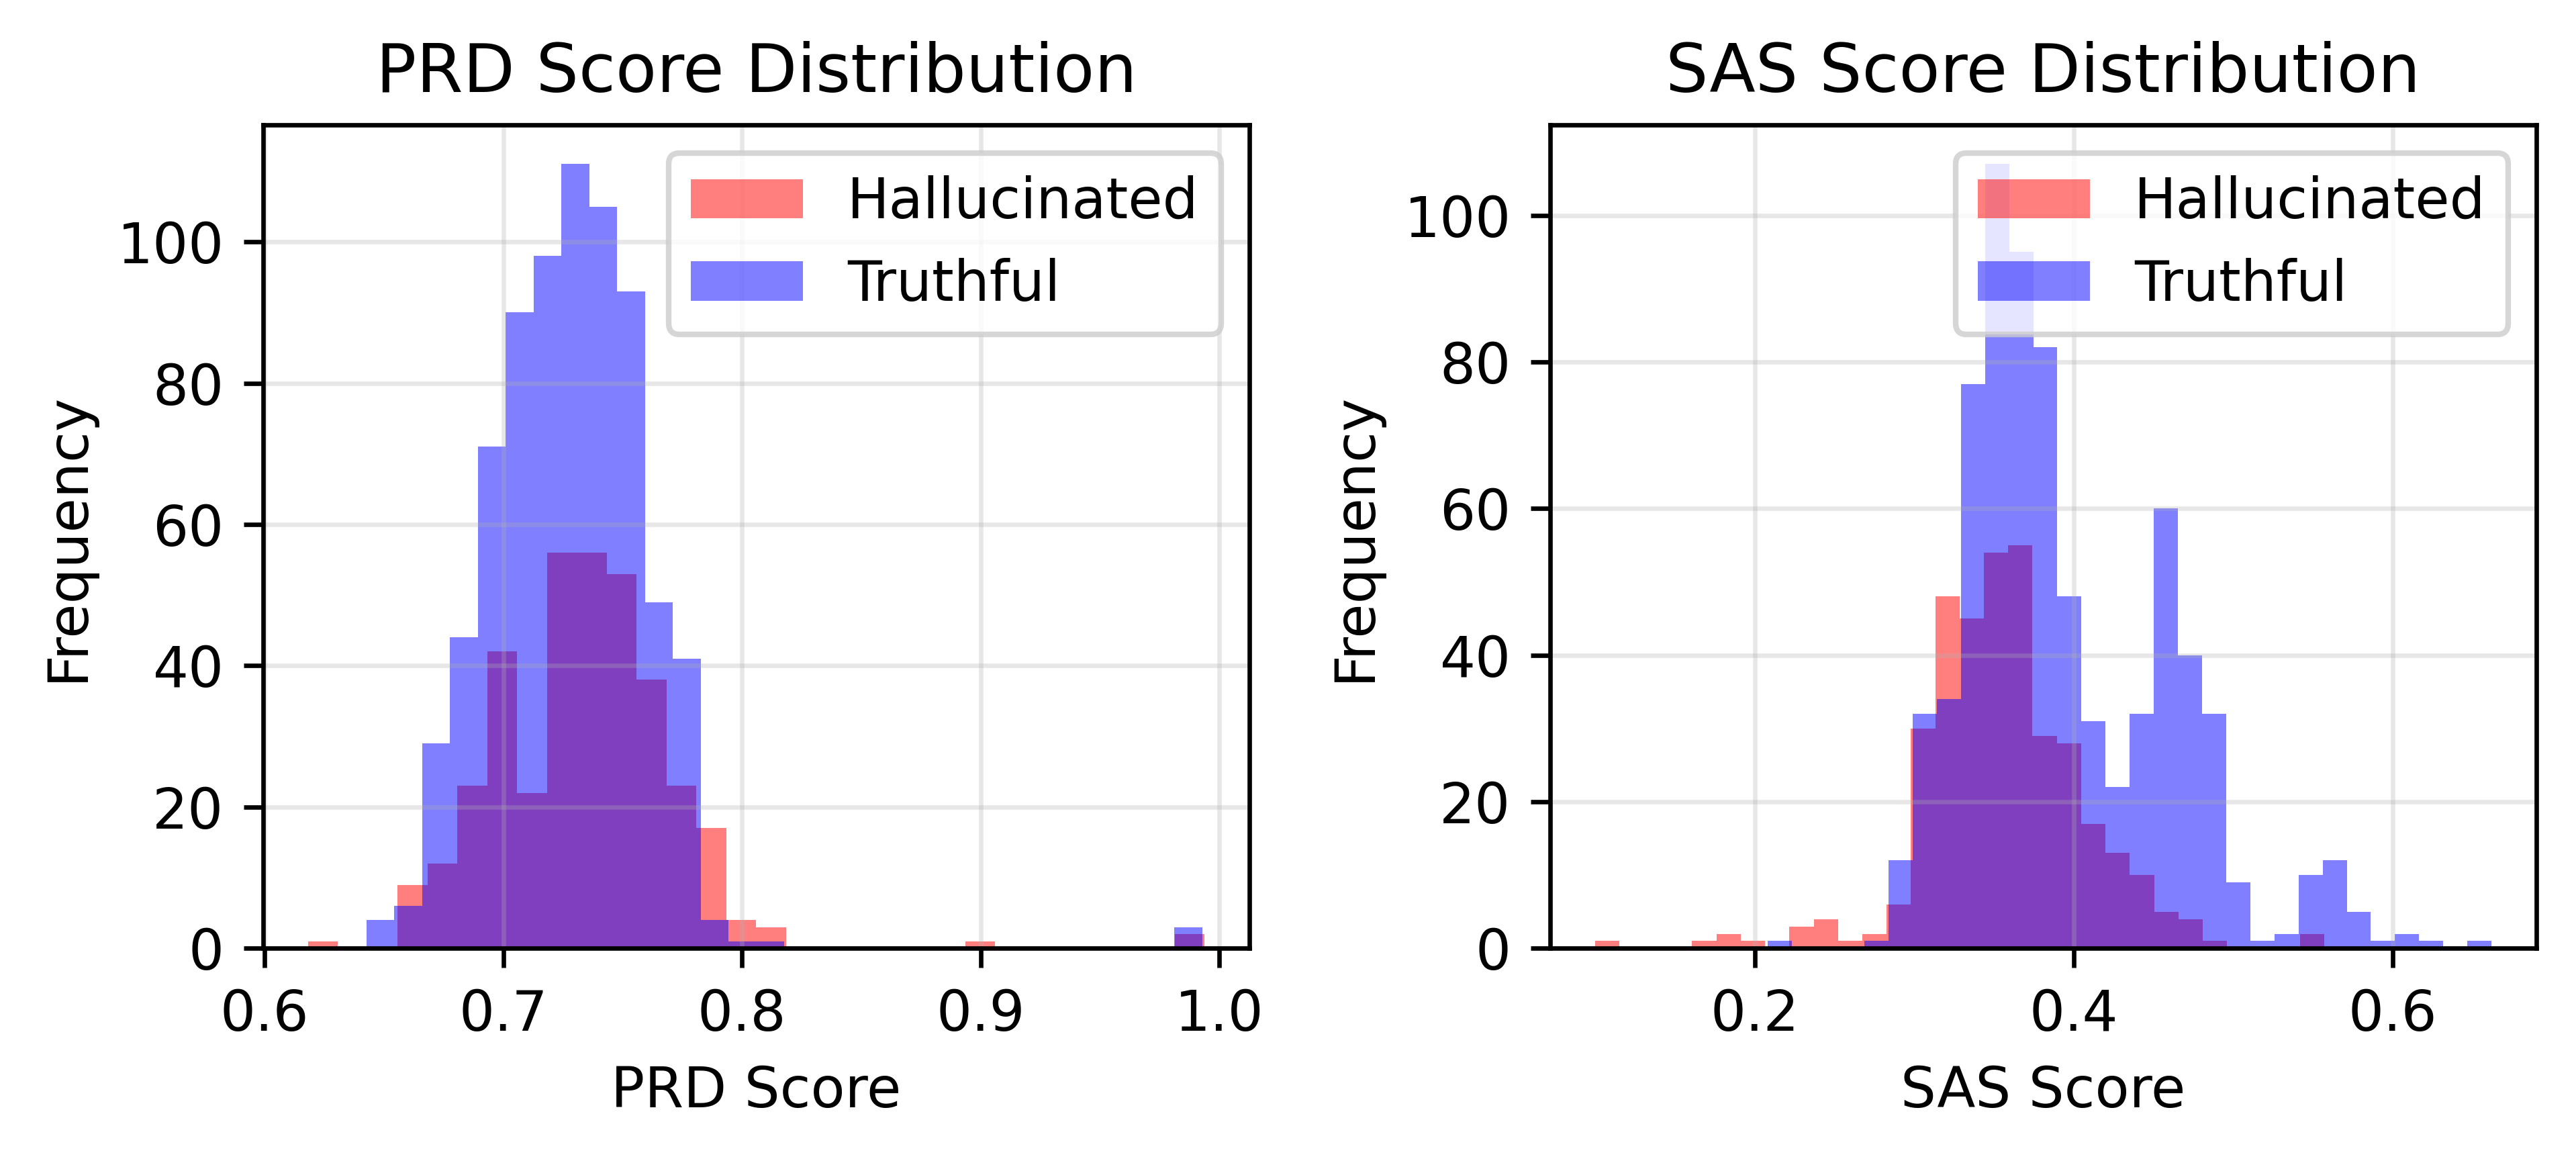 PRD Score Distribution
Hallucinated
Truthful
100
80
60
40
20
0
Frequency
0.6 0.7 0.8 0.9 1.0
PRD Score
SAS Score Distribution
Hallucinated
Truthful
100
80
60
40
20
0
Frequency
0.2 0.4 0.6
SAS Score